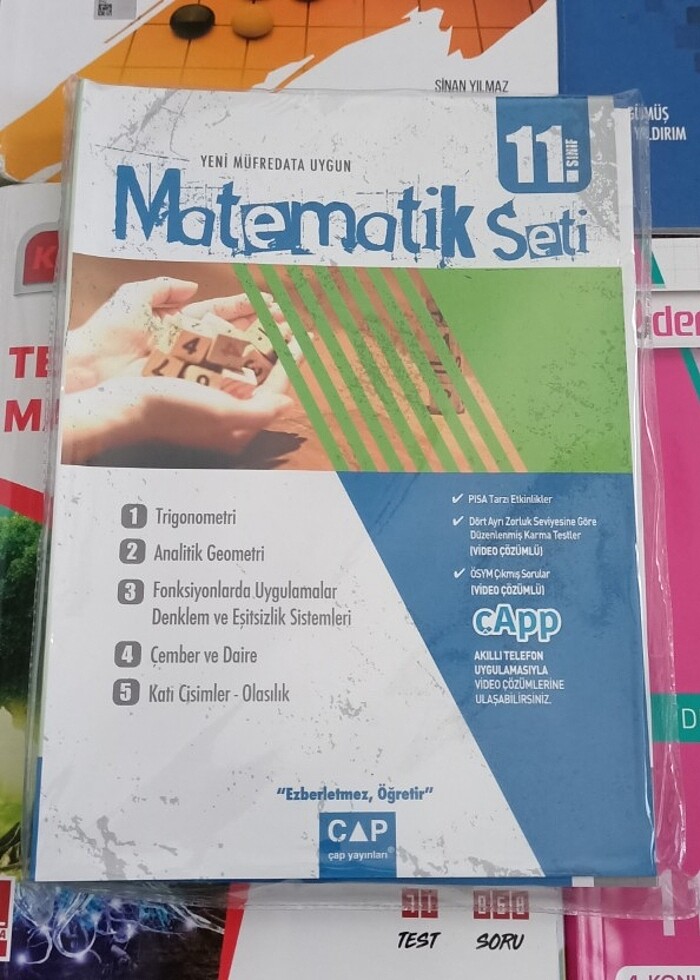 SİNAN YILMAZ
GÜMÜŞ
YALDIRIM
11.
SINIF
YENİ MÜFREDATA UYGUN
Matematik Seti
1 Trigonometri
2 Analitik Geometri
3 Fonksiyonlarda Uygulamalar
Denklem ve Eşitsizlik Sistemleri
4 Çember ve Daire
5 Katı Cisimler - Olasılık
✓ PISA Tarzı Etkinlikler
✓ Dört Ayrı Zorluk Seviyesine Göre
Düzenlenmiş Karma Testler
(VİDEO ÇÖZÜMLÜ)
✓ ÖSYM Çıkmış Sorular
(VİDEO ÇÖZÜMLÜ)
çApp
AKILLI TELEFON
UYGULAMASIYLA
VİDEO ÇÖZÜMLERİNE
ULAŞABİLİRSİNİZ.
"Ezberletmez, Öğretir"
ÇAP
çap yayınları
TEST
SORU